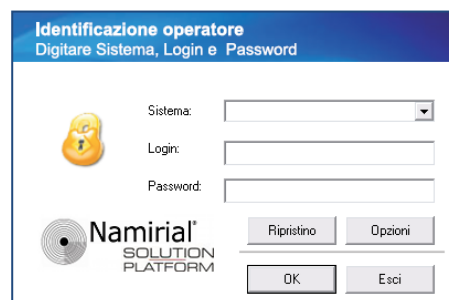 Identificazione operatore
Digitare Sistema, Login e Password
Sistema:
Login:
Password:
Namirial®
SOLUTION
PLATFORM
Ripristino Opzioni
OK Esci